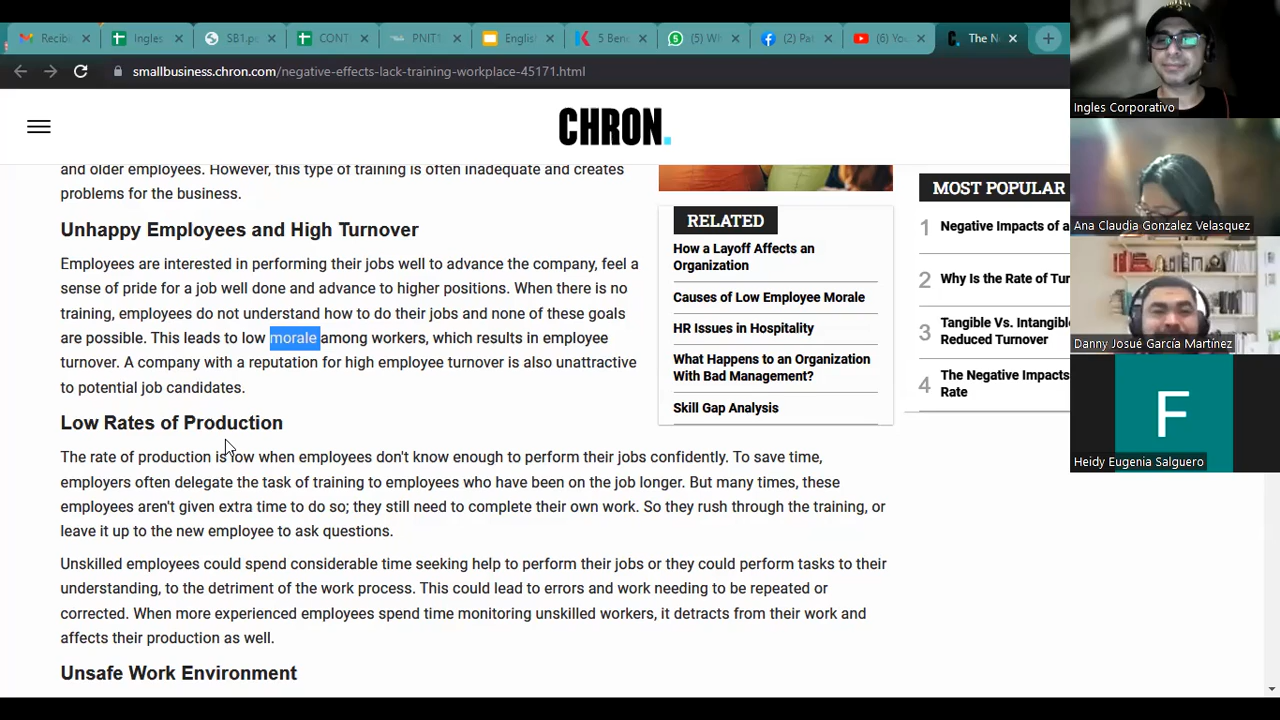 Recib
Ingles
SB1.p
CONT
PNIT
English
5 Ben
(5) W
(2) Pa
(6) Yo
The N
smallbusiness.chron.com/negative-effects-lack-training-workplace-45171.html
CHRON.
and older employees. However, this type of training is often inadequate and creates
problems for the business.
Unhappy Employees and High Turnover
Employees are interested in performing their jobs well to advance the company, feel a
sense of pride for a job well done and advance to higher positions. When there is no
training, employees do not understand how to do their jobs and none of these goals
are possible. This leads to low morale among workers, which results in employee
turnover. A company with a reputation for high employee turnover is also unattractive
to potential job candidates.
Low Rates of Production
The rate of production is low when employees don't know enough to perform their jobs confidently. To save time,
employers often delegate the task of training to employees who have been on the job longer. But many times, these
employees aren't given extra time to do so; they still need to complete their own work. So they rush through the training, or
leave it up to the new employee to ask questions.
Unskilled employees could spend considerable time seeking help to perform their jobs or they could perform tasks to their
understanding, to the detriment of the work process. This could lead to errors and work needing to be repeated or
corrected. When more experienced employees spend time monitoring unskilled workers, it detracts from their work and
affects their production as well.
Unsafe Work Environment
RELATED
How a Layoff Affects an
Organization
Causes of Low Employee Morale
HR Issues in Hospitality
What Happens to an Organization
With Bad Management?
Skill Gap Analysis
MOST POPULAR
1 Negative Impacts of a
2 Why Is the Rate of Tur
3 Tangible Vs. Intangible
Reduced Turnover
4 The Negative Impacts
Rate
Ingles Corporativo
Ana Claudia Gonzalez Velasquez
Danny Josué García Martínez
F
Heidy Eugenia Salguero